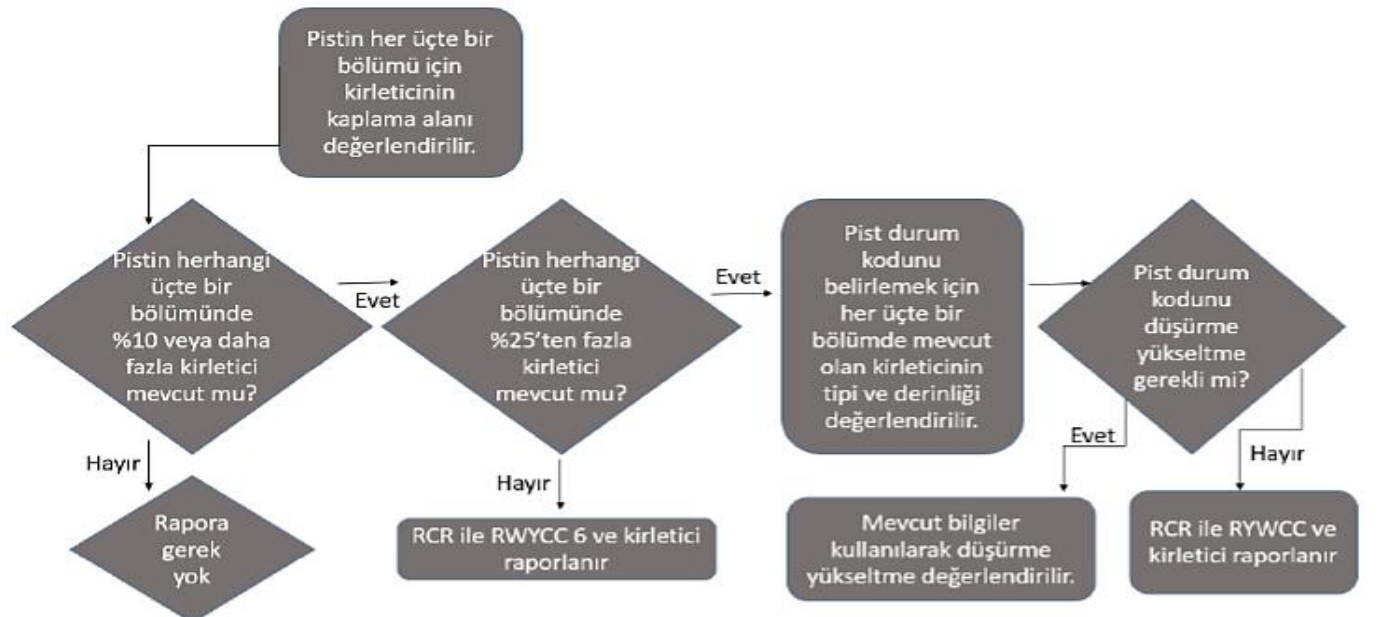 Pistin her üçte bir
bölümü için
kirleticinin
kaplama alanı
değerlendirilir.
Pistin herhangi
üçte bir
bölümünde
%10 veya daha
fazla kirletici
mevcut mu?
Evet
Pistin herhangi
üçte bir
bölümünde
%25'ten fazla
kirletici
mevcut mu?
Evet
Pist durum
kodunu
belirlemek için
her üçte bir
bölümde mevcut
olan kirleticinin
tipi ve derinliği
değerlendirilir.
Pist durum
kodunu
düşürme
yükseltme
gerekli mi?
Hayır
Rapora
gerek
yok
Hayır
RCR ile RWYCC 6 ve kirletici
raporlanır
Evet
Mevcut bilgiler
kullanılarak düşürme
yükseltme değerlendirilir.
Hayır
RCR ile RYWCC ve
kirletici raporlanır